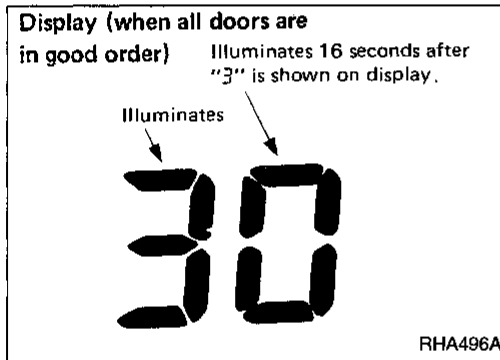 Display (when all doors are
in good order)
Illuminates 16 seconds after
"3" is shown on display.
Illuminates
30
RHA496A